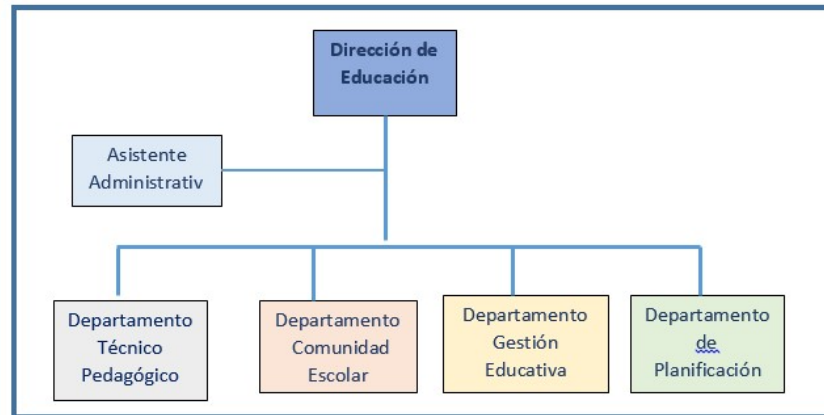 Dirección de
Educación
Asistente
Administrativ
Departamento
Técnico
Pedagógico
Departamento
Comunidad
Escolar
Departamento
Gestión
Educativa
Departamento
de
Planificación